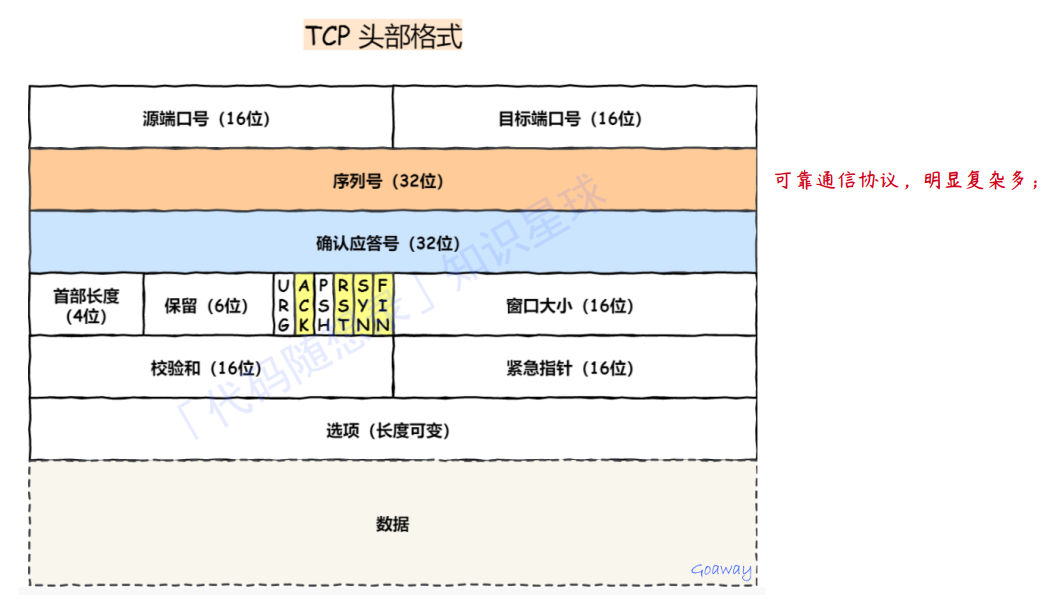 TCP 头部格式
源端口号（16位） 目标端口号（16位）
序列号（32位） 可靠通信协议，明显复杂多；
确认应答号（32位）
首部长度（4位） 保留（6位） URG ACK PSH RST SYN FIN 窗口大小（16位）
校验和（16位） 紧急指针（16位）
选项（长度可变）
数据
Goaway
「代码随想录」知识星球